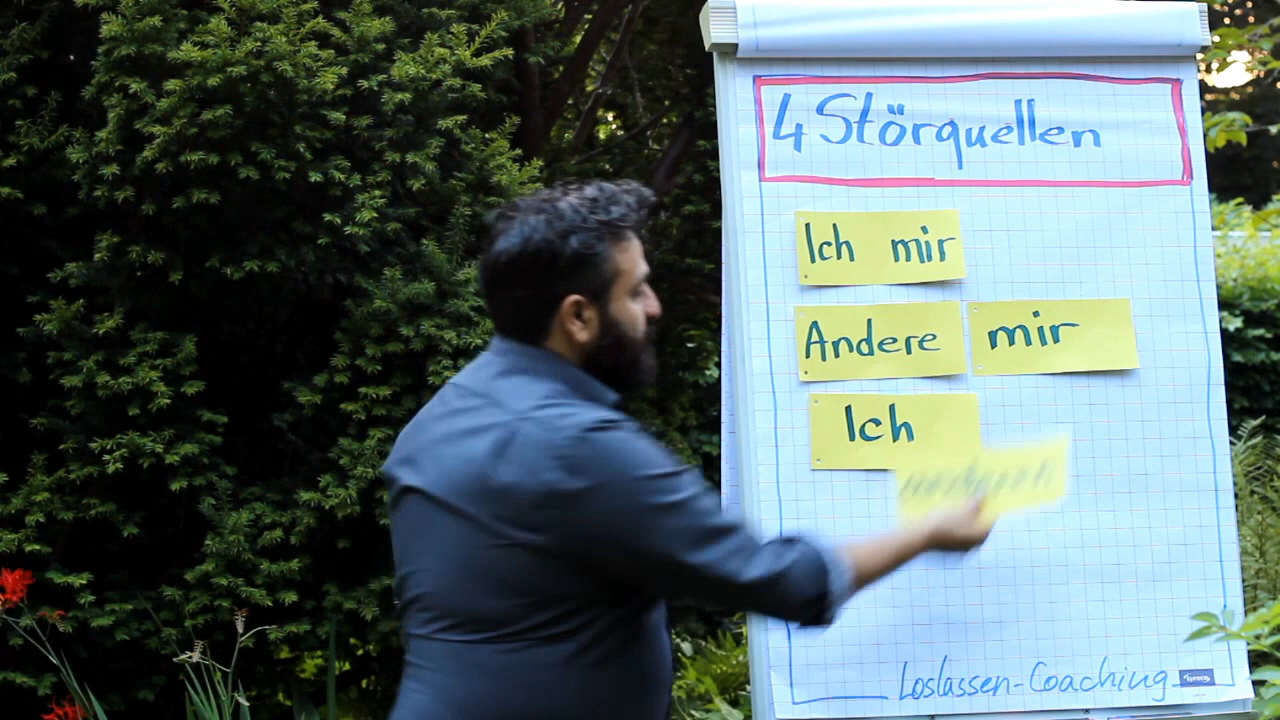 4 Störquellen
Ich mir
Andere mir
Ich
Loslassen-Coaching